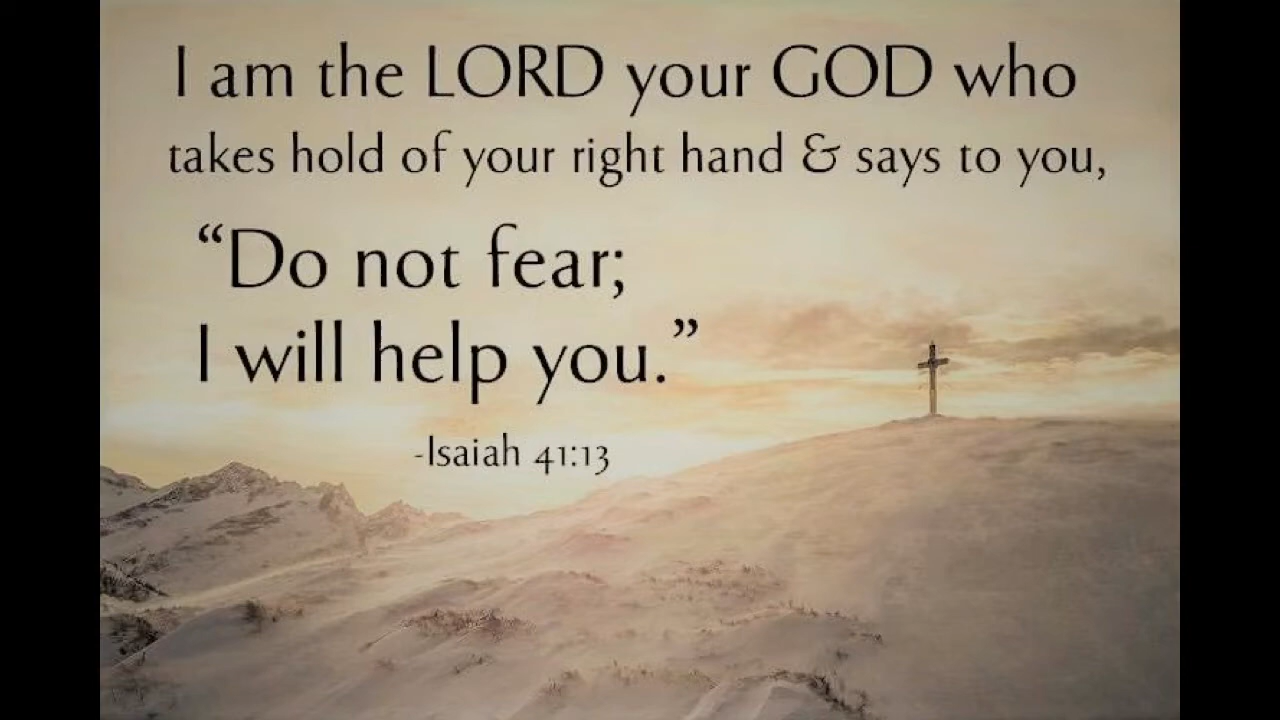 I am the LORD your GOD who
takes hold of your right hand & says to you,
“Do not fear;
I will help you.”
-Isaiah 41:13